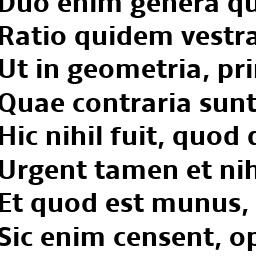 Duo enim genera qu
Ratio quidem vestra
Ut in geometria, pri
Quae contraria sunt
Hic nihil fuit, quod
Urgent tamen et nih
Et quod est munus,
Sic enim censent, op